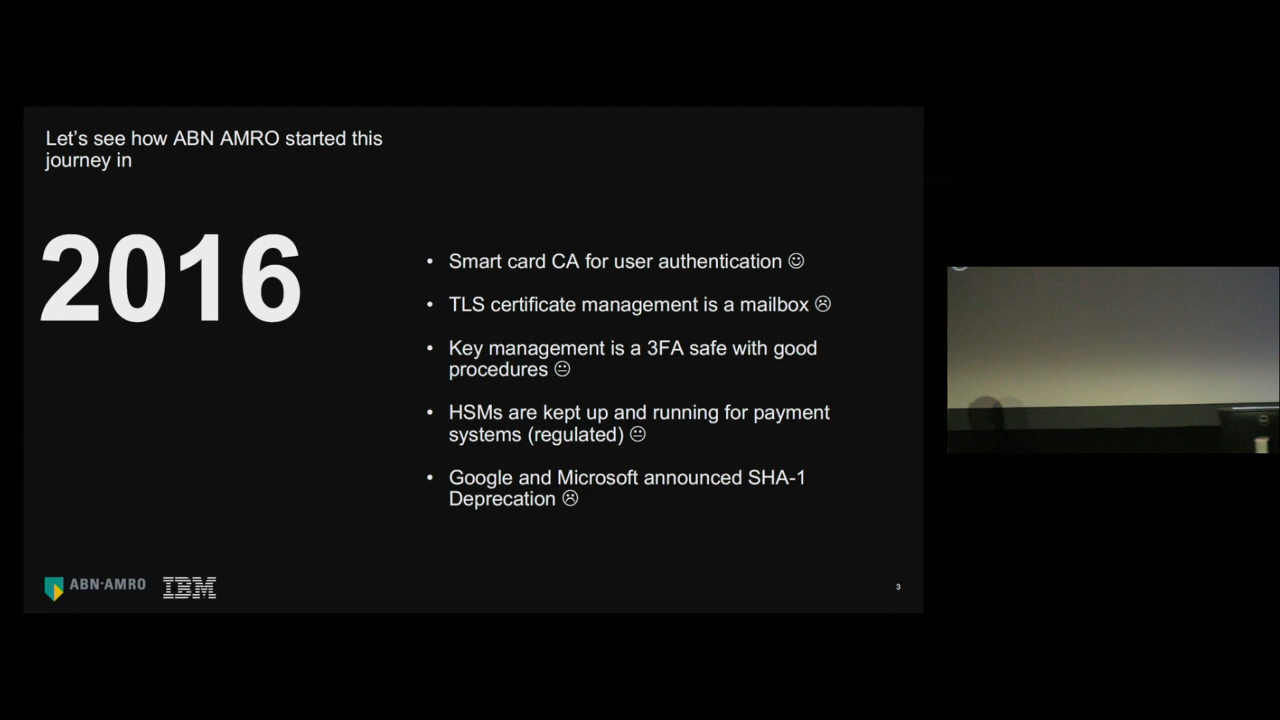 Let's see how ABN AMRO started this
journey in
2016
• Smart card CA for user authentication ☺
• TLS certificate management is a mailbox ☹
• Key management is a 3FA safe with good
procedures 😐
• HSMs are kept up and running for payment
systems (regulated) 😐
• Google and Microsoft announced SHA-1
Deprecation ☹
ABN·AMRO IBM
3